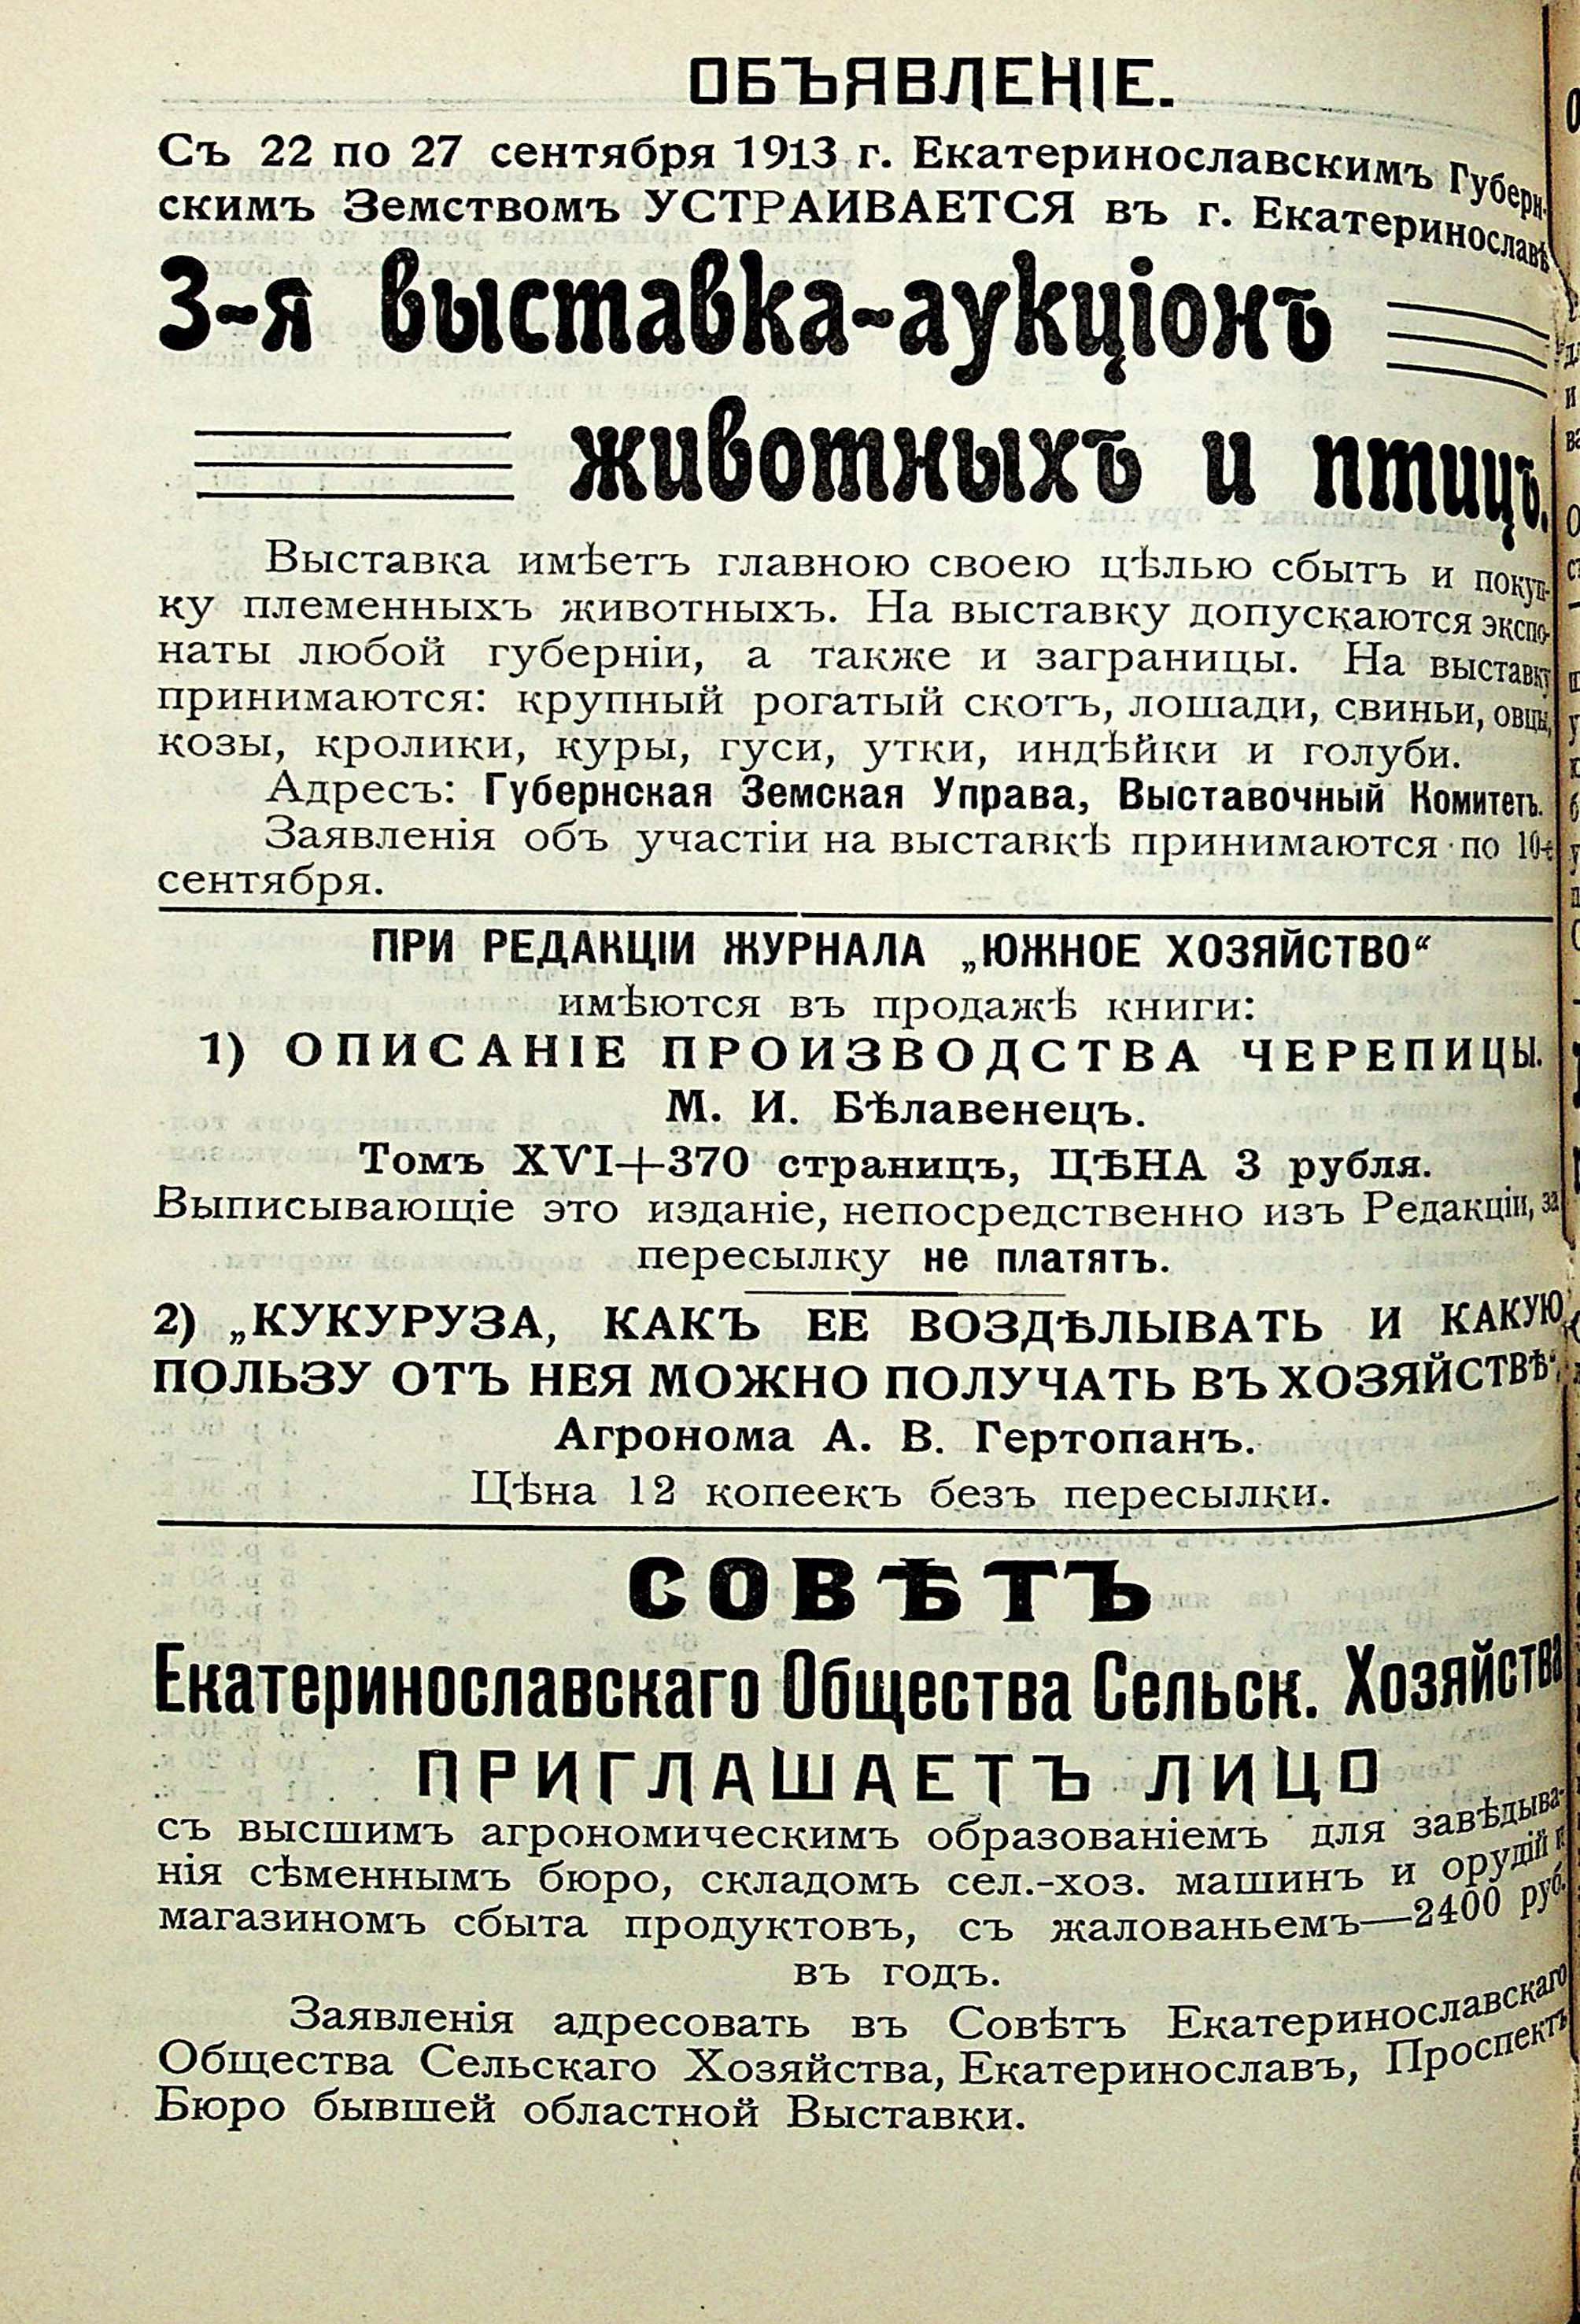 ОБЪЯВЛЕНІЕ.
Съ 22 по 27 сентября 1913 г. Екатеринославскимъ Губерн-
скимъ Земствомъ УСТРАИВАЕТСЯ въ г. Екатеринославѣ
3-я выставка-аукціонъ
животныхъ и птицъ.
Выставка имѣетъ главною своею цѣлью сбытъ и покуп-
ку племенныхъ животныхъ. На выставку допускаются экспо-
наты любой губерніи, а также и заграницы. На выставку
принимаются: крупный рогатый скотъ, лошади, свиньи, овцы,
козы, кролики, куры, гуси, утки, индѣйки и голуби.
Адресъ: Губернская Земская Управа, Выставочный Комитетъ.
Заявленія объ участіи на выставкѣ принимаются по 10-е
сентября.
ПРИ РЕДАКЦІИ ЖУРНАЛА „ЮЖНОЕ ХОЗЯЙСТВО“
имѣются въ продажѣ книги:
1) ОПИСАНІЕ ПРОИЗВОДСТВА ЧЕРЕПИЦЫ.
М. И. Бѣлавенецъ.
Томъ XVI+370 страницъ, ЦѢНА 3 рубля.
Выписывающіе это изданіе, непосредственно изъ Редакціи, за
пересылку не платятъ.
2) „КУКУРУЗА, КАКЪ ЕЕ ВОЗДѢЛЫВАТЬ И КАКУЮ
ПОЛЬЗУ ОТЪ НЕЯ МОЖНО ПОЛУЧАТЬ ВЪ ХОЗЯЙСТВѢ“,
Агронома А. В. Гертопанъ.
Цѣна 12 копеекъ безъ пересылки.
СОВѢТЪ
Екатеринославскаго Общества Сельск. Хозяйства
ПРИГЛАШАЕТЪ ЛИЦО
съ высшимъ агрономическимъ образованіемъ для завѣдыва-
нія сѣменнымъ бюро, складомъ сел.-хоз. машинъ и орудій и
магазиномъ сбыта продуктовъ, съ жалованьемъ—2400 руб.
въ годъ.
Заявленія адресовать въ Совѣтъ Екатеринославскаго
Общества Сельскаго Хозяйства, Екатеринославъ, Проспектъ
Бюро бывшей областной Выставки.